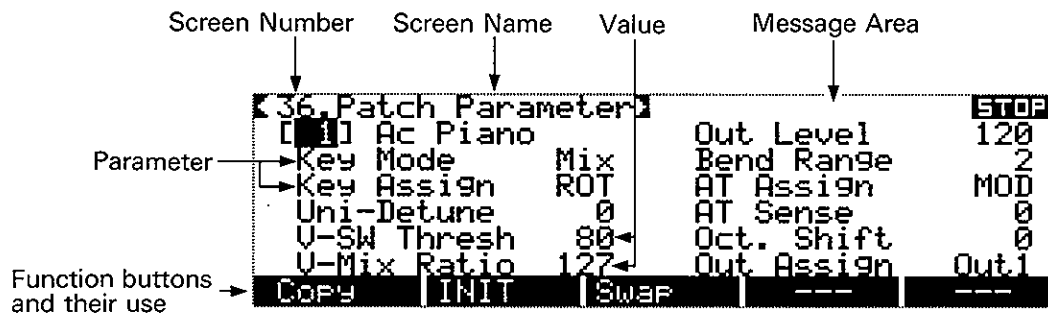 Screen Number Screen Name Value Message Area
36.Patch Parameter STOP
[ 1] Ac Piano Out Level 120
Parameter Key Mode Mix Bend Range 2
Key Assign ROT AT Assign MOD
Uni-Detune 0 AT Sense 0
V-SW Thresh 80 Oct. Shift 0
V-Mix Ratio 127 Out Assign Out1
Function buttons
and their use
Copy INIT Swap --- ---